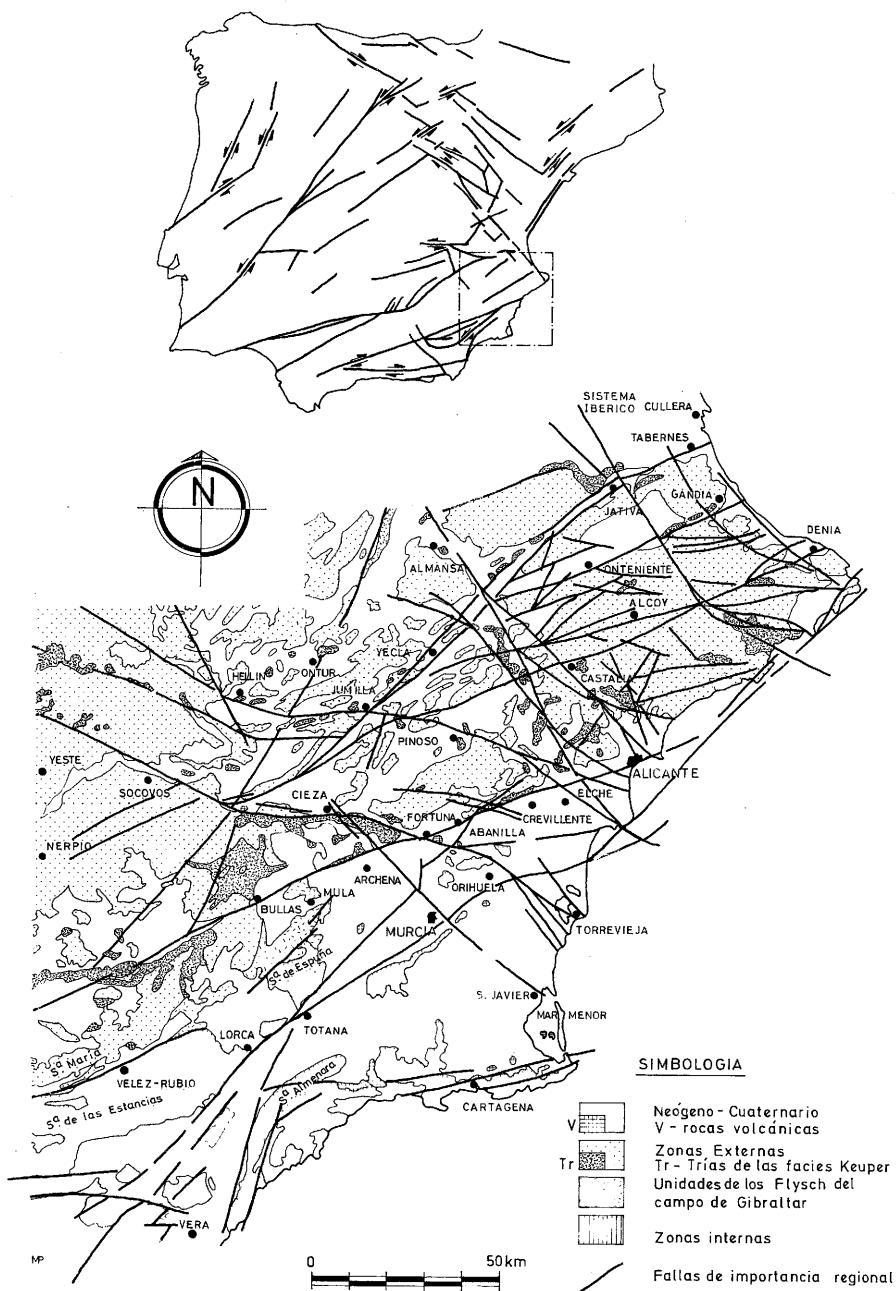 SISTEMA
IBERICO
CULLERA
TABERNES
N
GANDIA
JATIVA
DENIA
ALMANSA
ONTENIENTE
ALCOY
YECLA
HELLIN
ONTUR
CASTALLA
JUMILLA
PINOSO
YESTE
ALICANTE
SOCOVOS
CIEZA
ELCHE
FORTUNA
CREVILLENTE
ABANILLA
NERPIO
ARCHENA
ORIHUELA
MULA
BULLAS
MURCIA
TORREVIEJA
Sª de Espuña
S. JAVIER
MAR MENOR
TOTANA
LORCA
Sª María
VELEZ-RUBIO
Sª Almenara
Sª de las Estancias
CARTAGENA
VERA
MP
0 50 km
SIMBOLOGIA
Neógeno-Cuaternario
V V - rocas volcánicas
Zonas Externas
Tr Tr - Trías de las facies Keuper
Unidades de los Flysch del
campo de Gibraltar
Zonas internas
Fallas de importancia regional